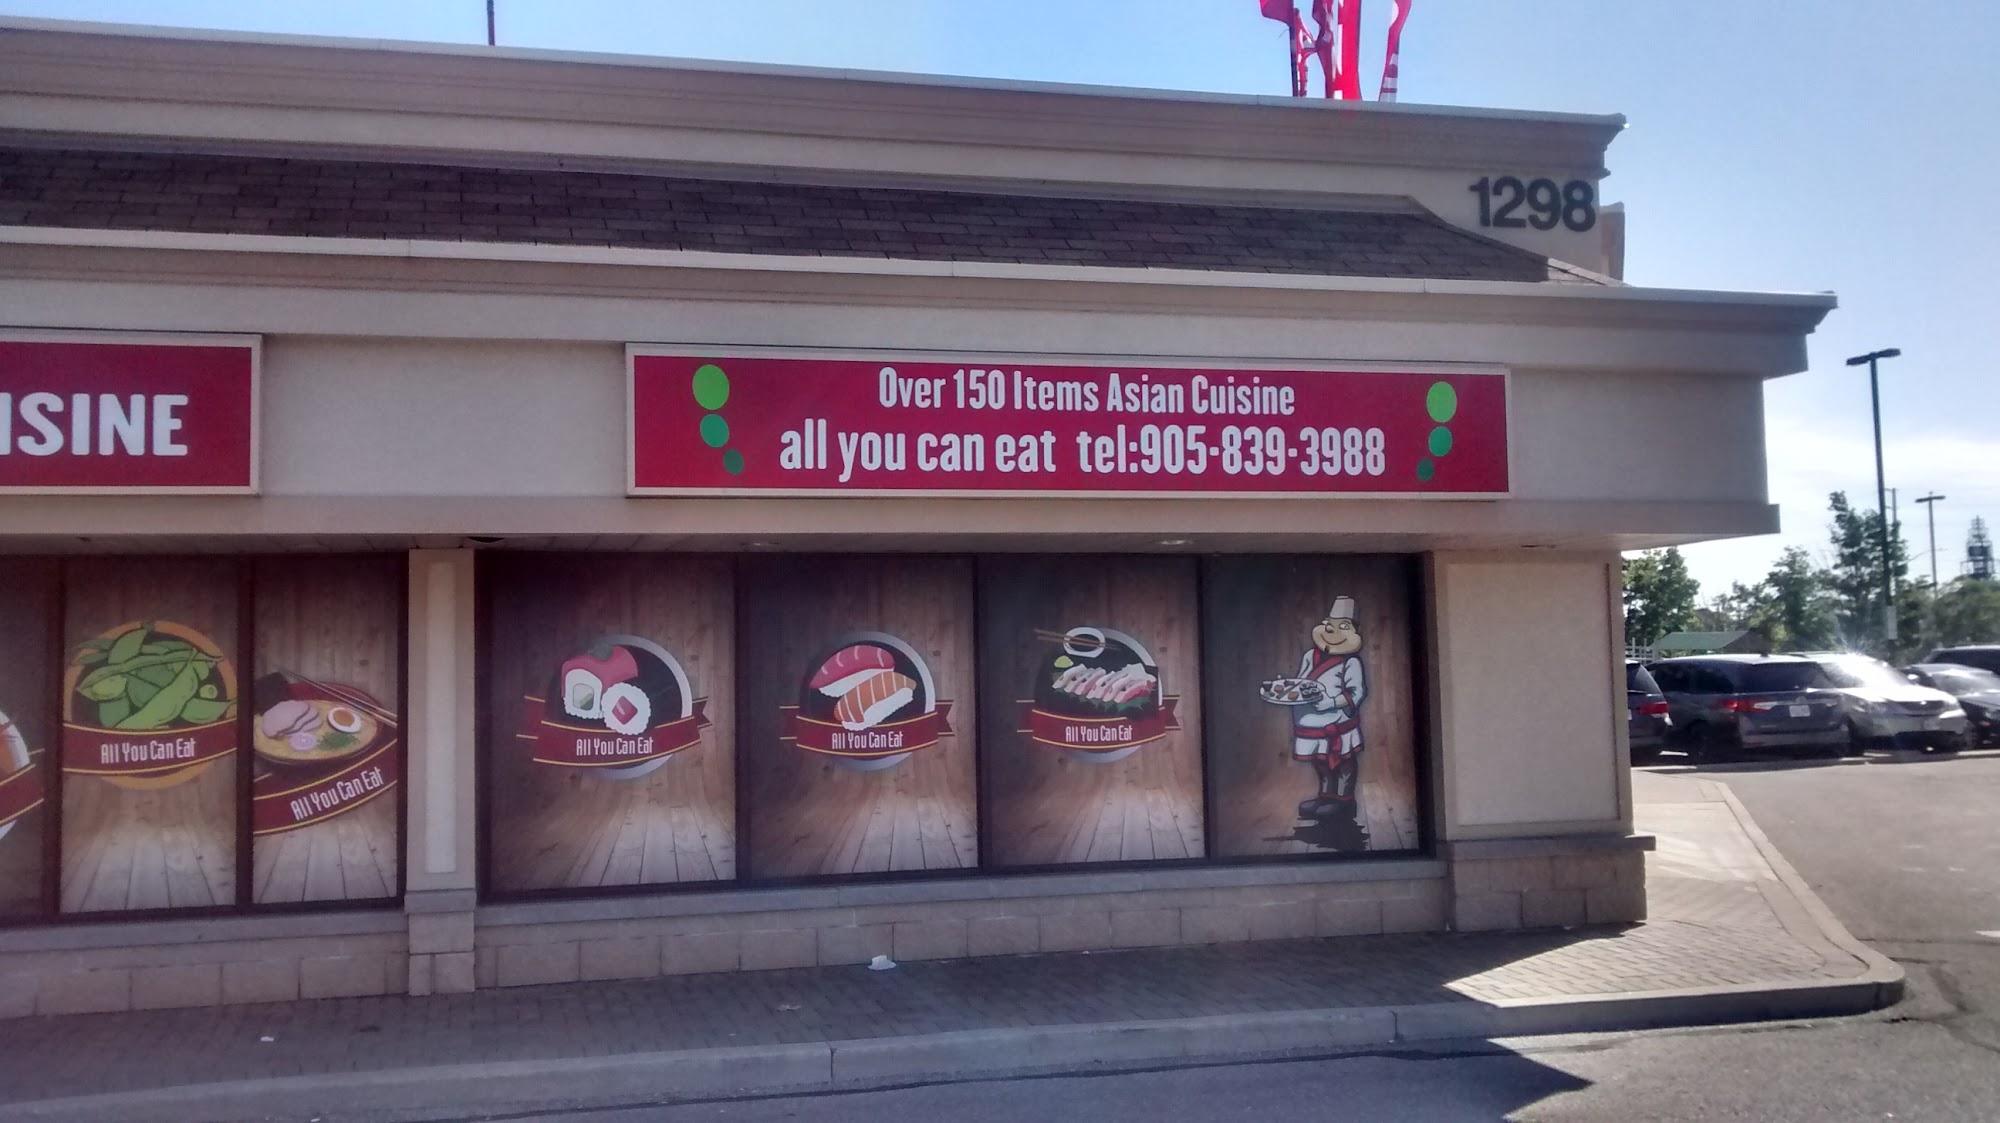 1298
ISINE
Over 150 Items Asian Cuisine
all you can eat tel:905-839-3988
All You Can Eat
All You Can Eat
All You Can Eat
All You Can Eat
All You Can Eat